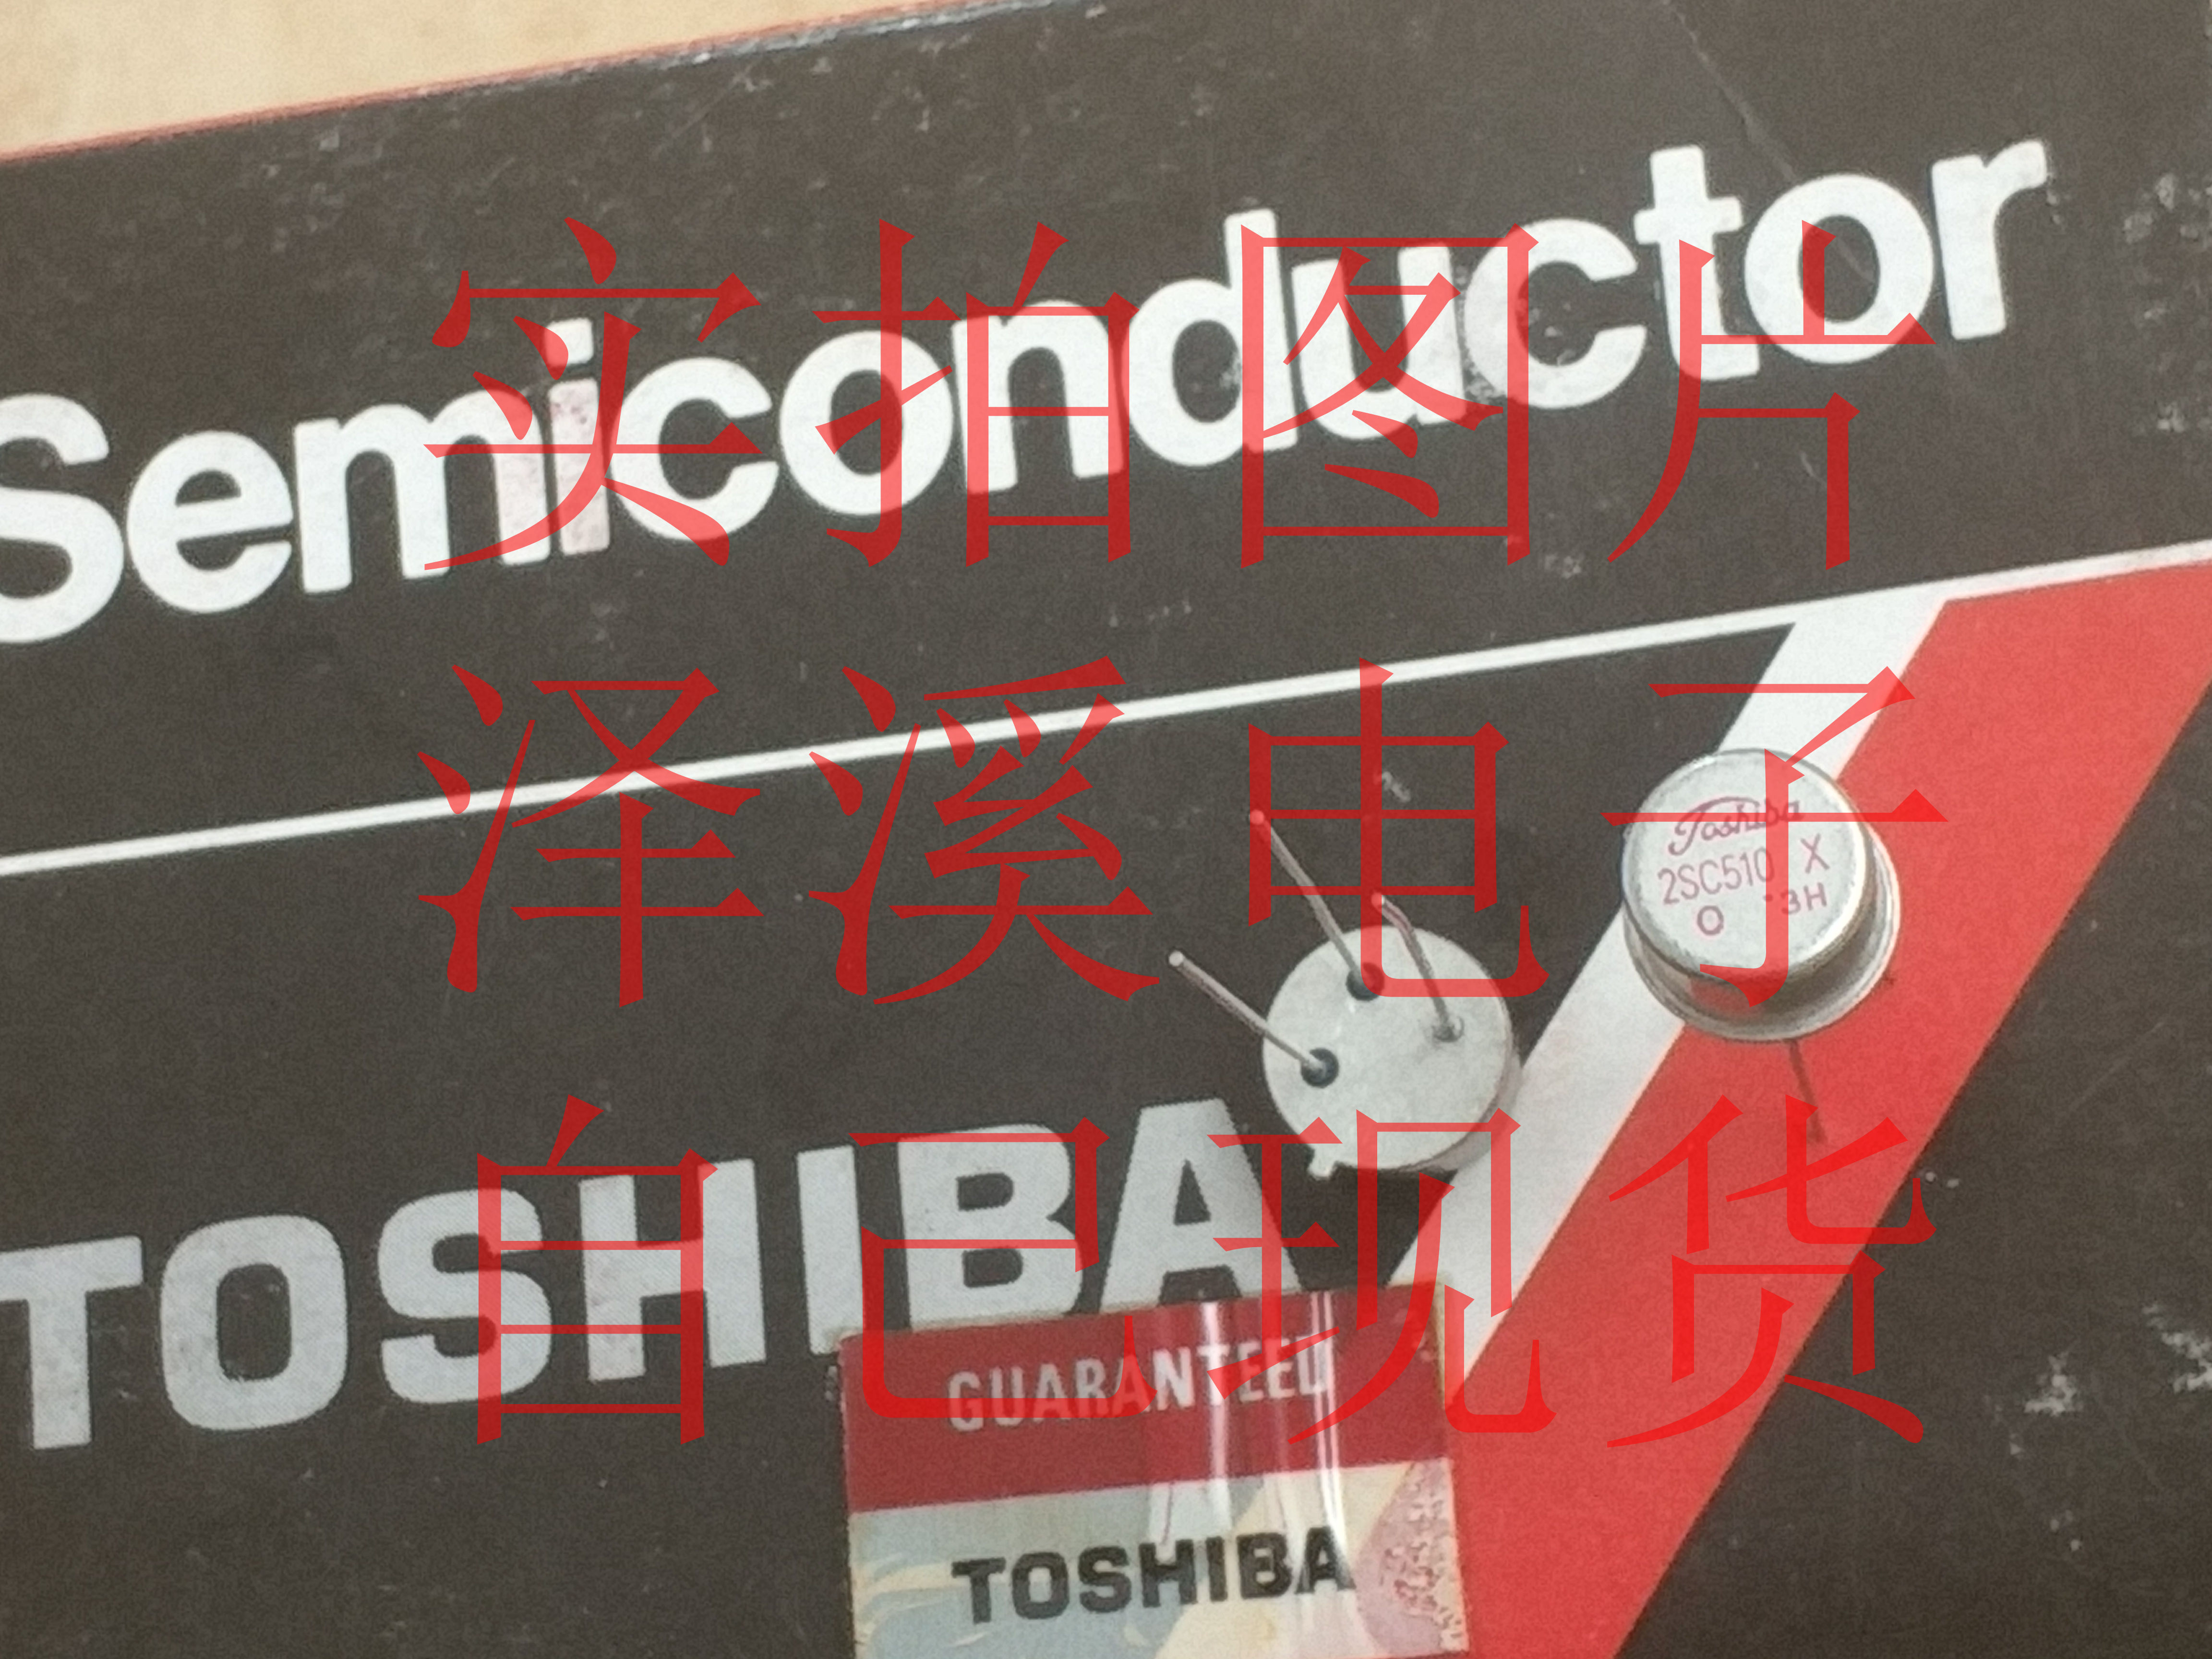 Semiconductor
实拍图片
泽溪电子
Toshiba
2SC510 X
O 3H
TOSHIBA
自己现货
GUARANTEED
TOSHIBA